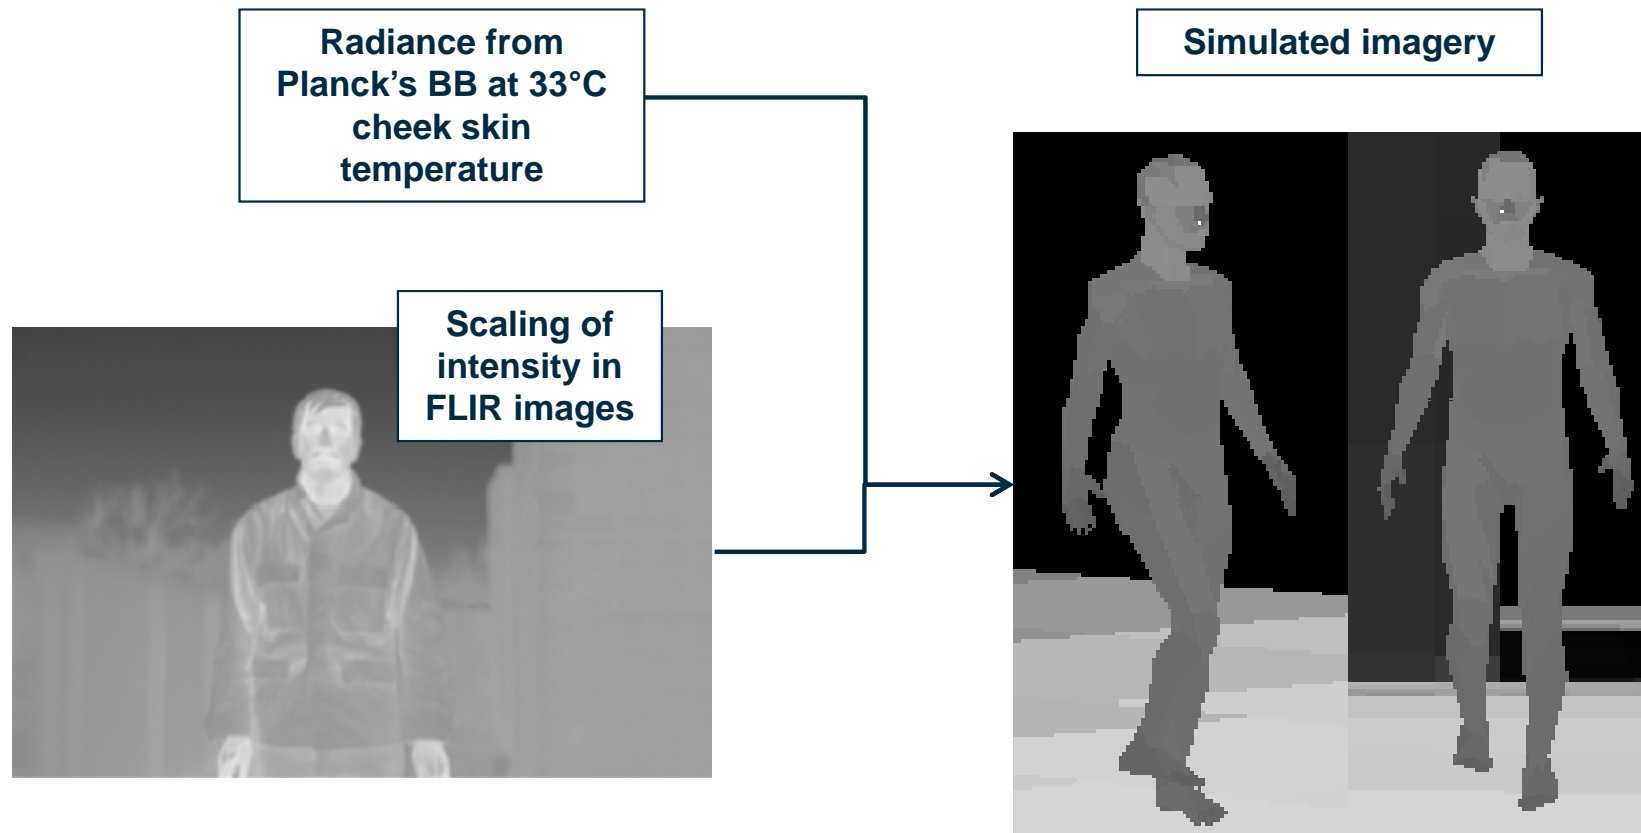 Radiance from
Planck’s BB at 33°C
cheek skin
temperature
Simulated imagery
Scaling of
intensity in
FLIR images